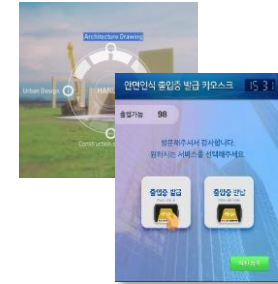 Architecture Drawing
Urban Design
안면인식 출입증 발급 키오스크 15:31
출입가능 98
방문해주셔서 감사합니다.
원하시는 서비스를 선택해주세요.
출입증 발급
출입증 반납